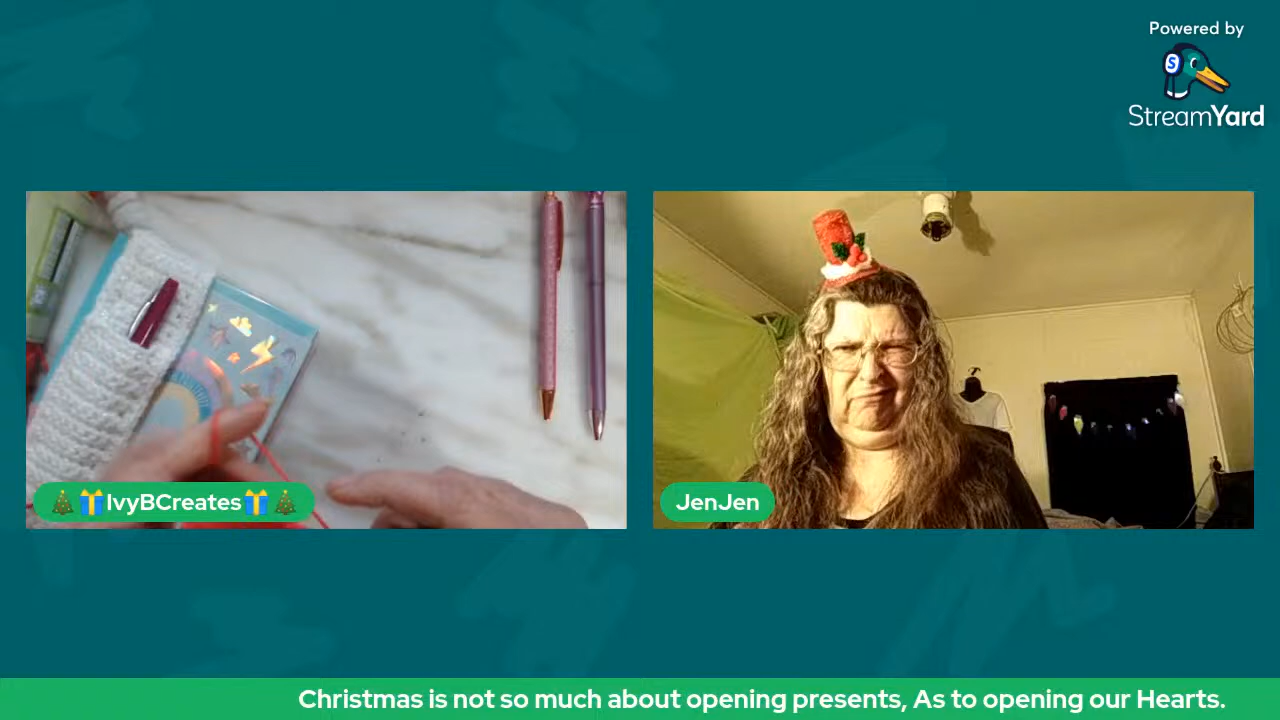 Powered by
S
StreamYard
🎄🎁IvyBCreates🎁🎄
JenJen
Christmas is not so much about opening presents, As to opening our Hearts.